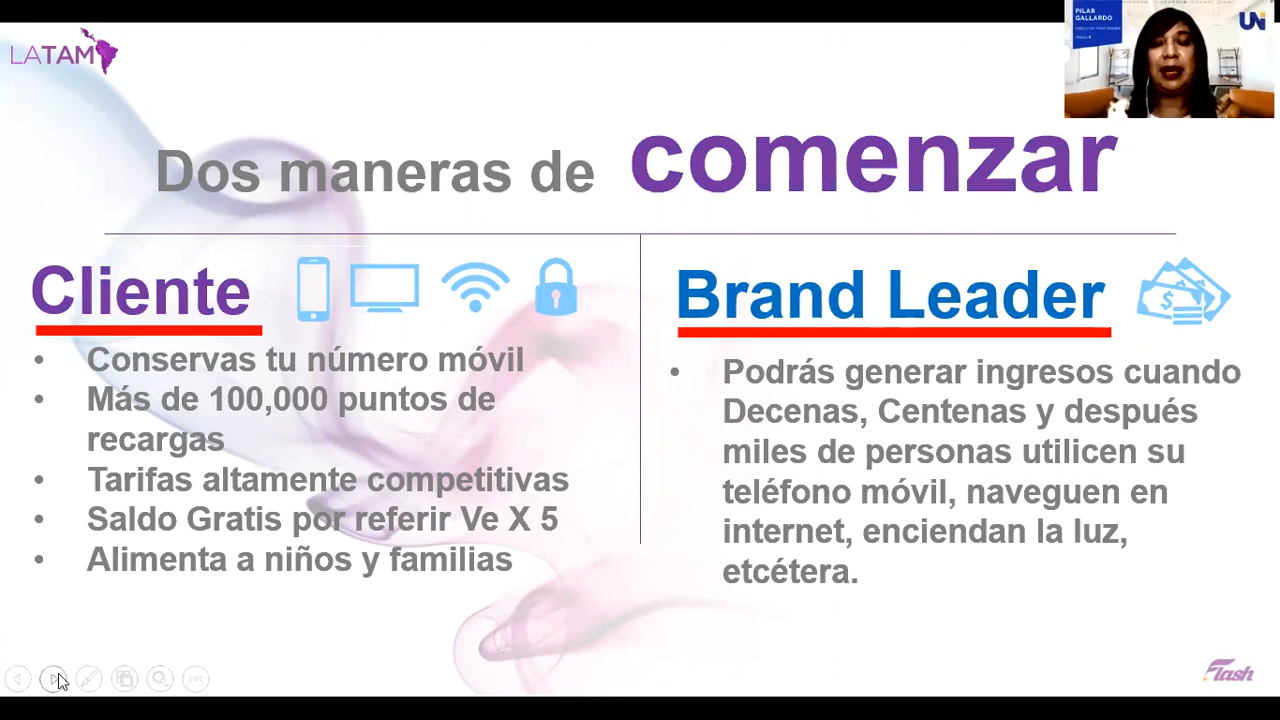 LATAM
PILAR
GALLARDO
UN
Dos maneras de comenzar
Cliente
• Conservas tu número móvil
• Más de 100,000 puntos de
recargas
• Tarifas altamente competitivas
• Saldo Gratis por referir Ve X 5
• Alimenta a niños y familias
Brand Leader
• Podrás generar ingresos cuando
Decenas, Centenas y después
miles de personas utilicen su
teléfono móvil, naveguen en
internet, enciendan la luz,
etcétera.
Flash